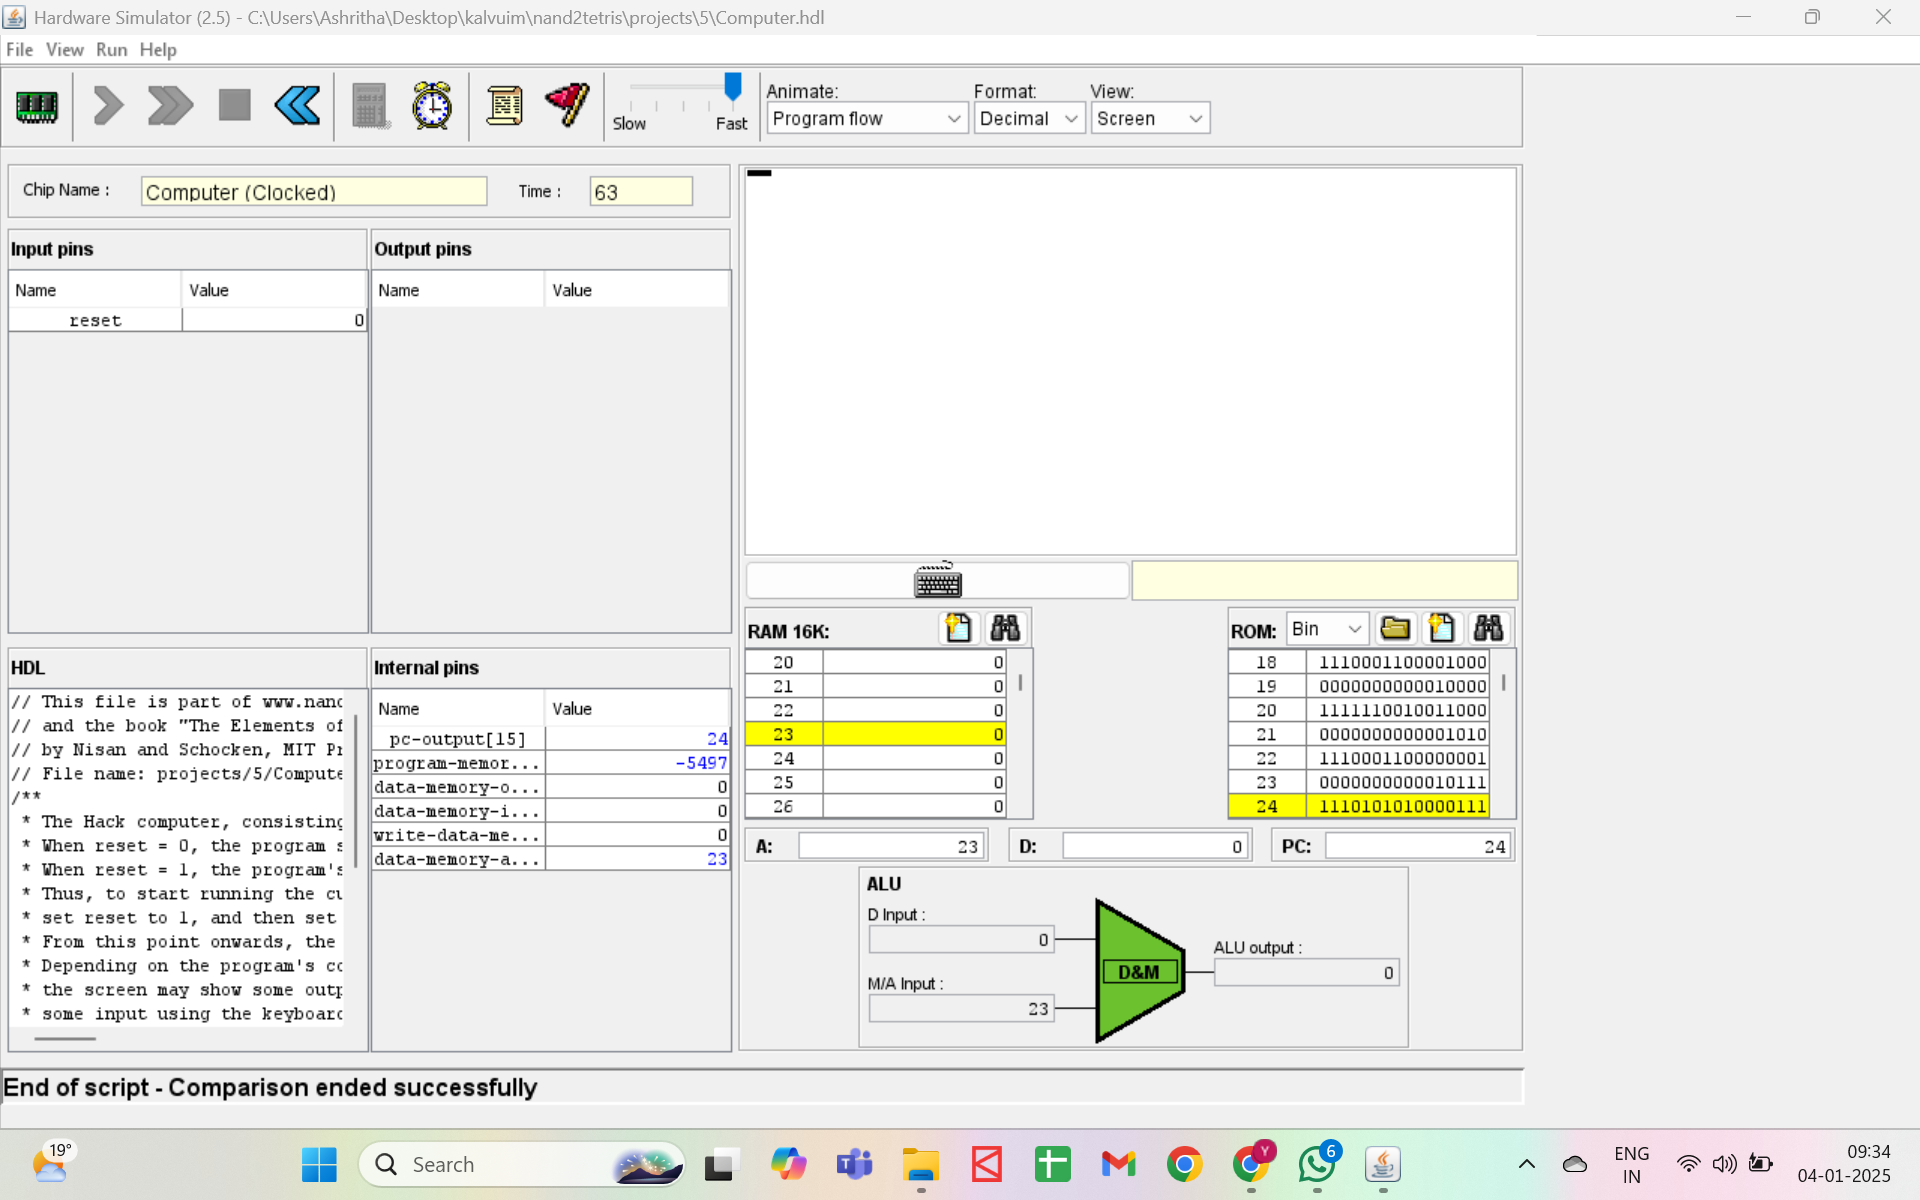 Hardware Simulator (2.5) - C:\Users\Ashritha\Desktop\kalvuim\nand2tetris\projects\5\Computer.hdl
File View Run Help
Slow Fast
Animate: Format: View:
Program flow Decimal Screen
Chip Name : Computer (Clocked) Time : 63
Input pins
Name Value
reset 0
Output pins
Name Value
HDL
// This file is part of www.nand
// and the book "The Elements of
// by Nisan and Schocken, MIT Pr
// File name: projects/5/Compute
/**
* The Hack computer, consisting
* When reset = 0, the program s
* When reset = 1, the program's
* Thus, to start running the cu
* set reset to 1, and then set
* From this point onwards, the
* Depending on the program's co
* the screen may show some outp
* some input using the keyboard
Internal pins
Name Value
pc-output[15] 24
program-memor... -5497
data-memory-o... 0
data-memory-i... 0
write-data-me... 0
data-memory-a... 23
RAM 16K:
20 0
21 0
22 0
23 0
24 0
25 0
26 0
ROM: Bin
18 1110001100001000
19 0000000000010000
20 1111110010011000
21 0000000000001010
22 1110001100000001
23 0000000000010111
24 1110101010000111
A: 23 D: 0 PC: 24
ALU
D Input :
0
M/A Input :
23
D&M
ALU output :
0
End of script - Comparison ended successfully
19°
Search
Y
6
ENG
IN
09:34
04-01-2025